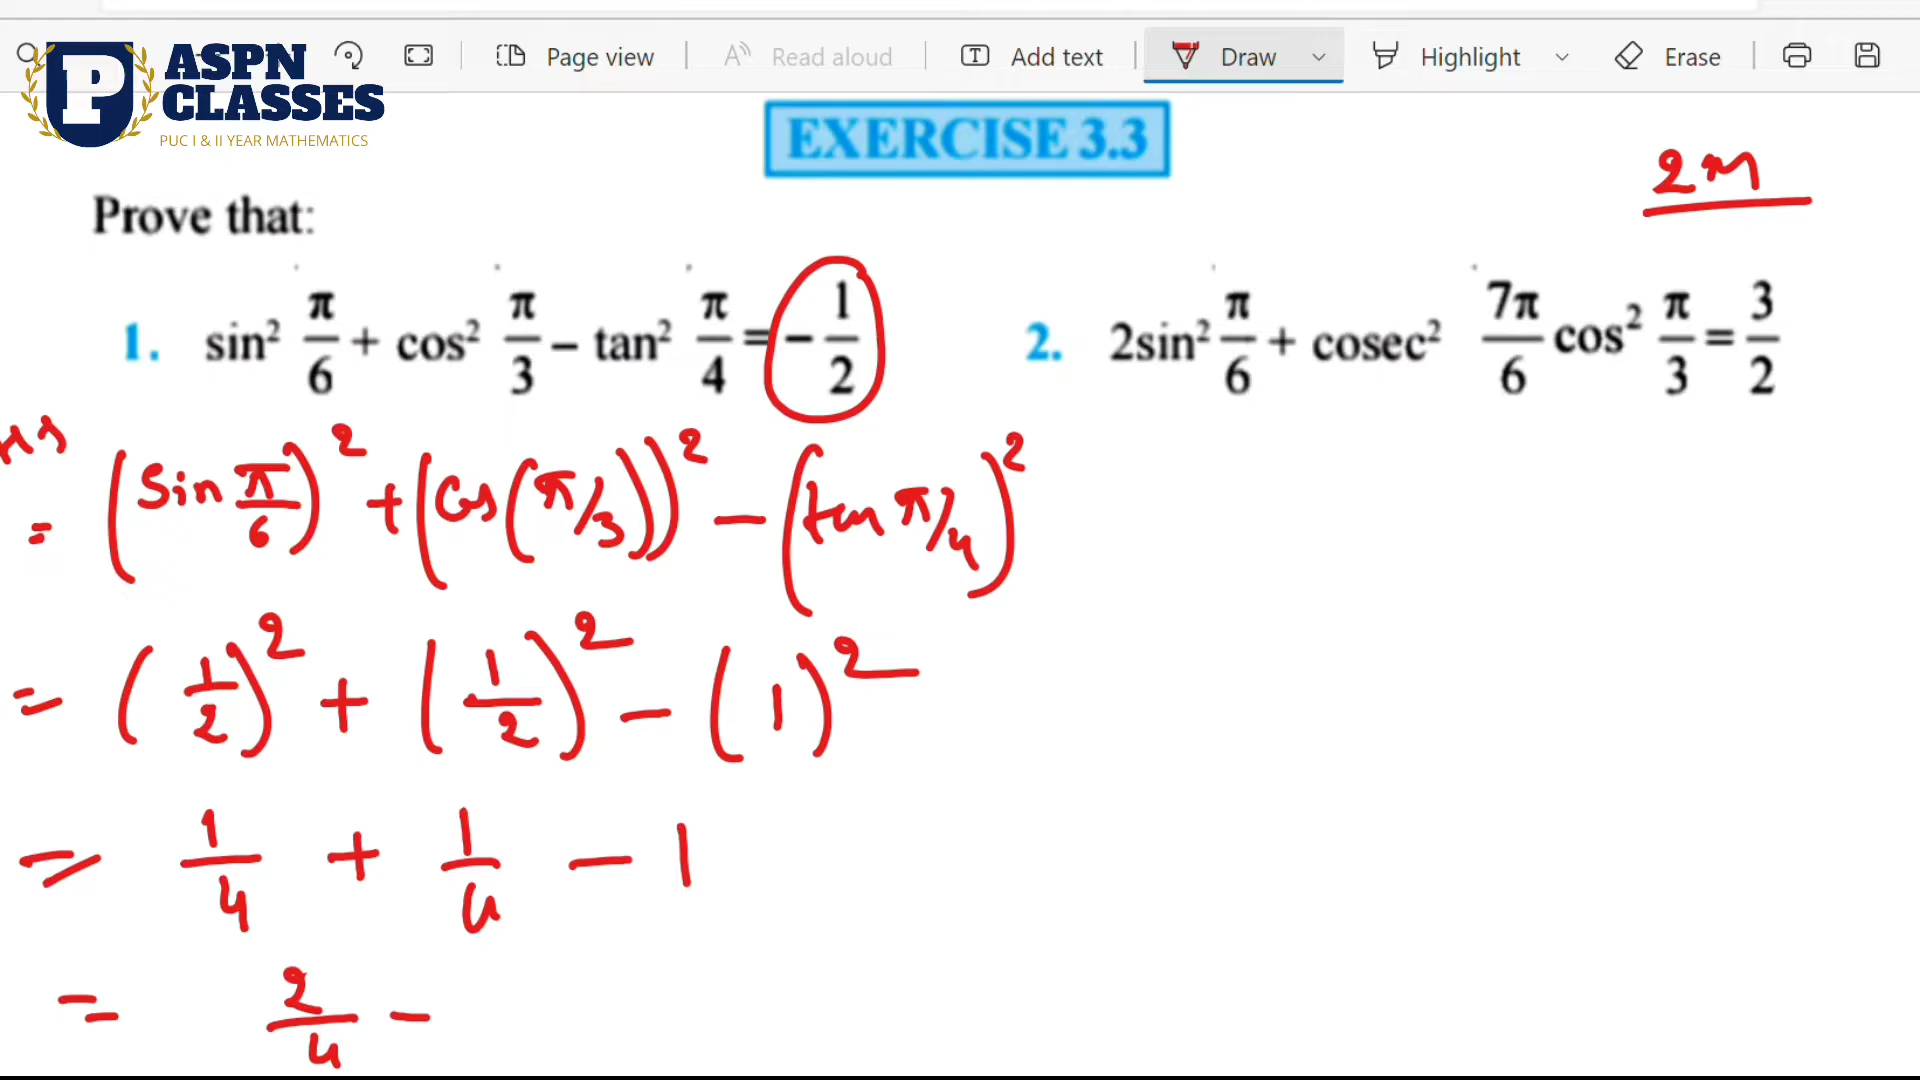 Page view
Read aloud
Add text
Draw
Highlight
Erase
P
ASPN
CLASSES
PUC I & II YEAR MATHEMATICS
EXERCISE 3.3
2M
Prove that:
1. sin² π/6 + cos² π/3 − tan² π/4 = −1/2
2. 2sin² π/6 + cosec² 7π/6 cos² π/3 = 3/2
= (Sin π/6)² + (Cos(π/3))² − (tan π/4)²
= (1/2)² + (1/2)² − (1)²
= 1/4 + 1/4 − 1
= 2/4 −